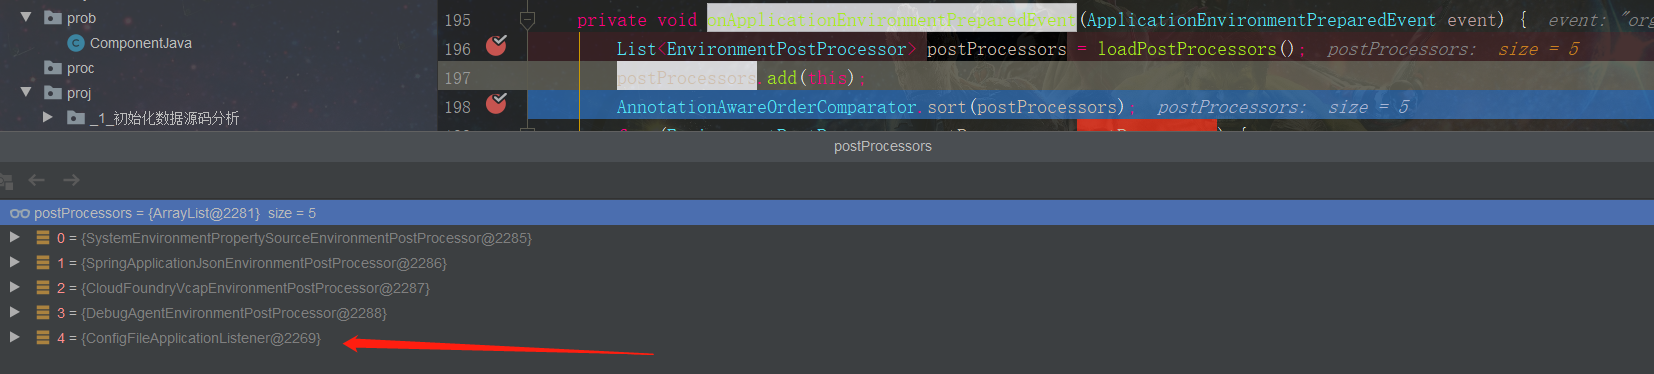 prob
ComponentJava
proc
proj
_1_初始化数据源码分析
195 private void onApplicationEnvironmentPreparedEvent(ApplicationEnvironmentPreparedEvent event) { event: "org
196 List<EnvironmentPostProcessor> postProcessors = loadPostProcessors(); postProcessors: size = 5
197 postProcessors.add(this);
198 AnnotationAwareOrderComparator.sort(postProcessors); postProcessors: size = 5
postProcessors
postProcessors = {ArrayList@2281} size = 5
0 = {SystemEnvironmentPropertySourceEnvironmentPostProcessor@2285}
1 = {SpringApplicationJsonEnvironmentPostProcessor@2286}
2 = {CloudFoundryVcapEnvironmentPostProcessor@2287}
3 = {DebugAgentEnvironmentPostProcessor@2288}
4 = {ConfigFileApplicationListener@2269}